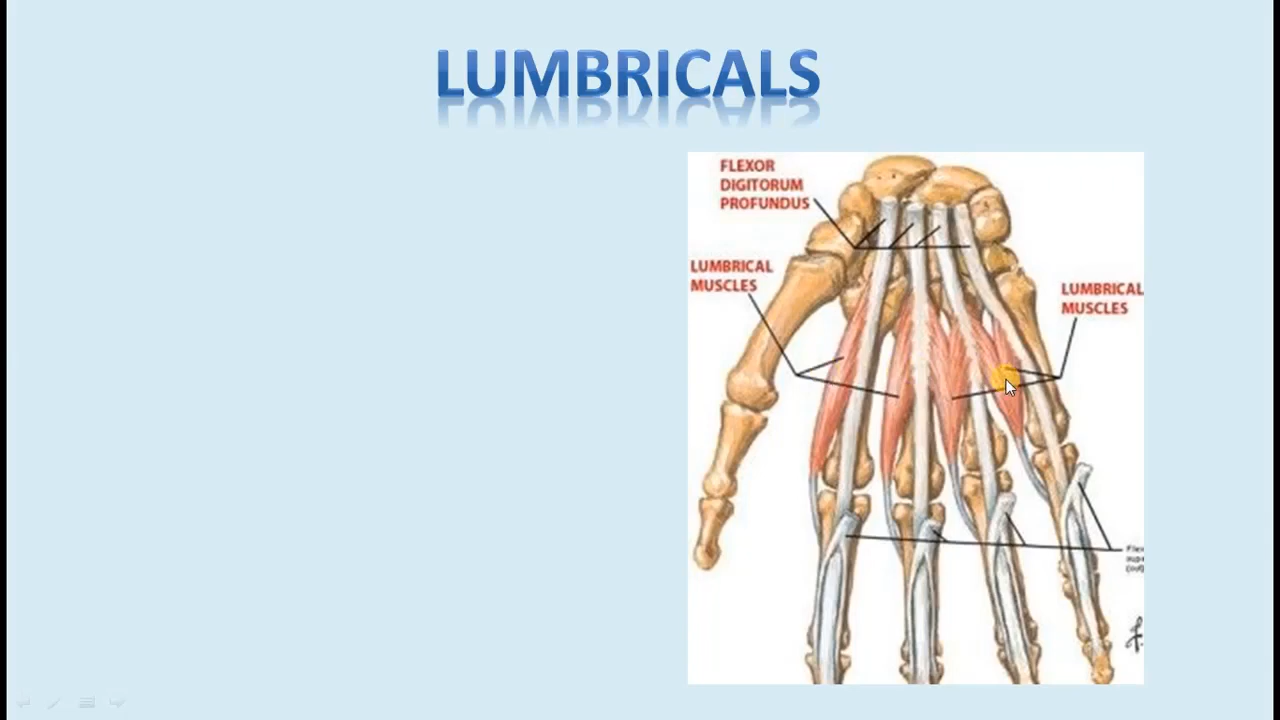 LUMBRICALS
FLEXOR
DIGITORUM
PROFUNDUS
LUMBRICAL
MUSCLES
LUMBRICAL
MUSCLES